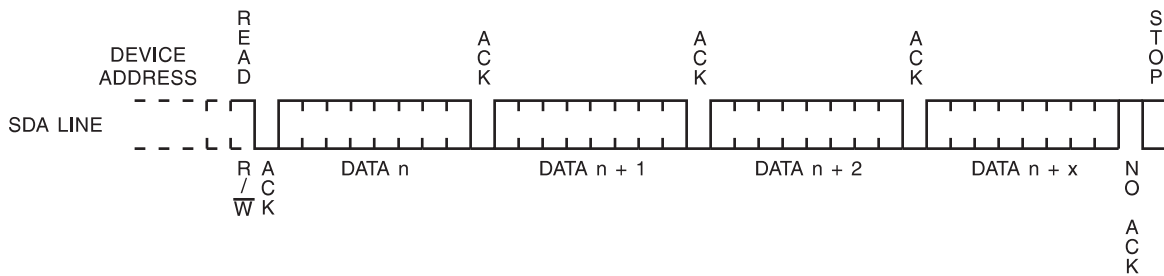 DEVICE
ADDRESS
READ
ACK
ACK
ACK
STOP
SDA LINE
R/W
ACK
DATA n
DATA n + 1
DATA n + 2
DATA n + x
NO ACK